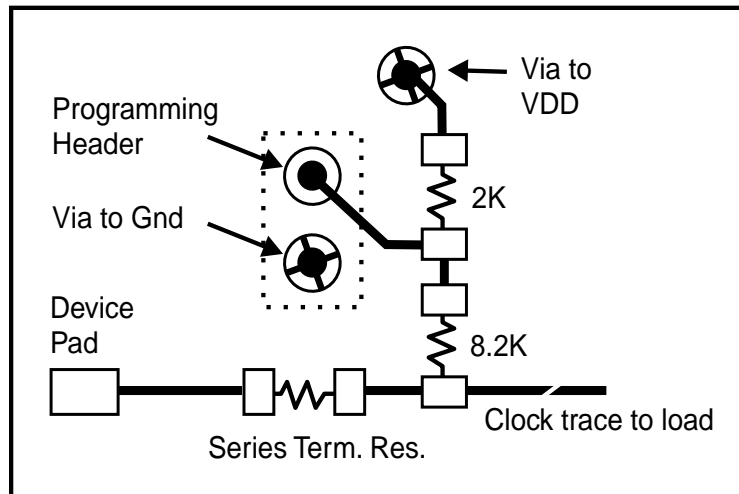 Via to
VDD
Programming
Header
2K
Via to Gnd
Device
Pad
8.2K
Clock trace to load
Series Term. Res.